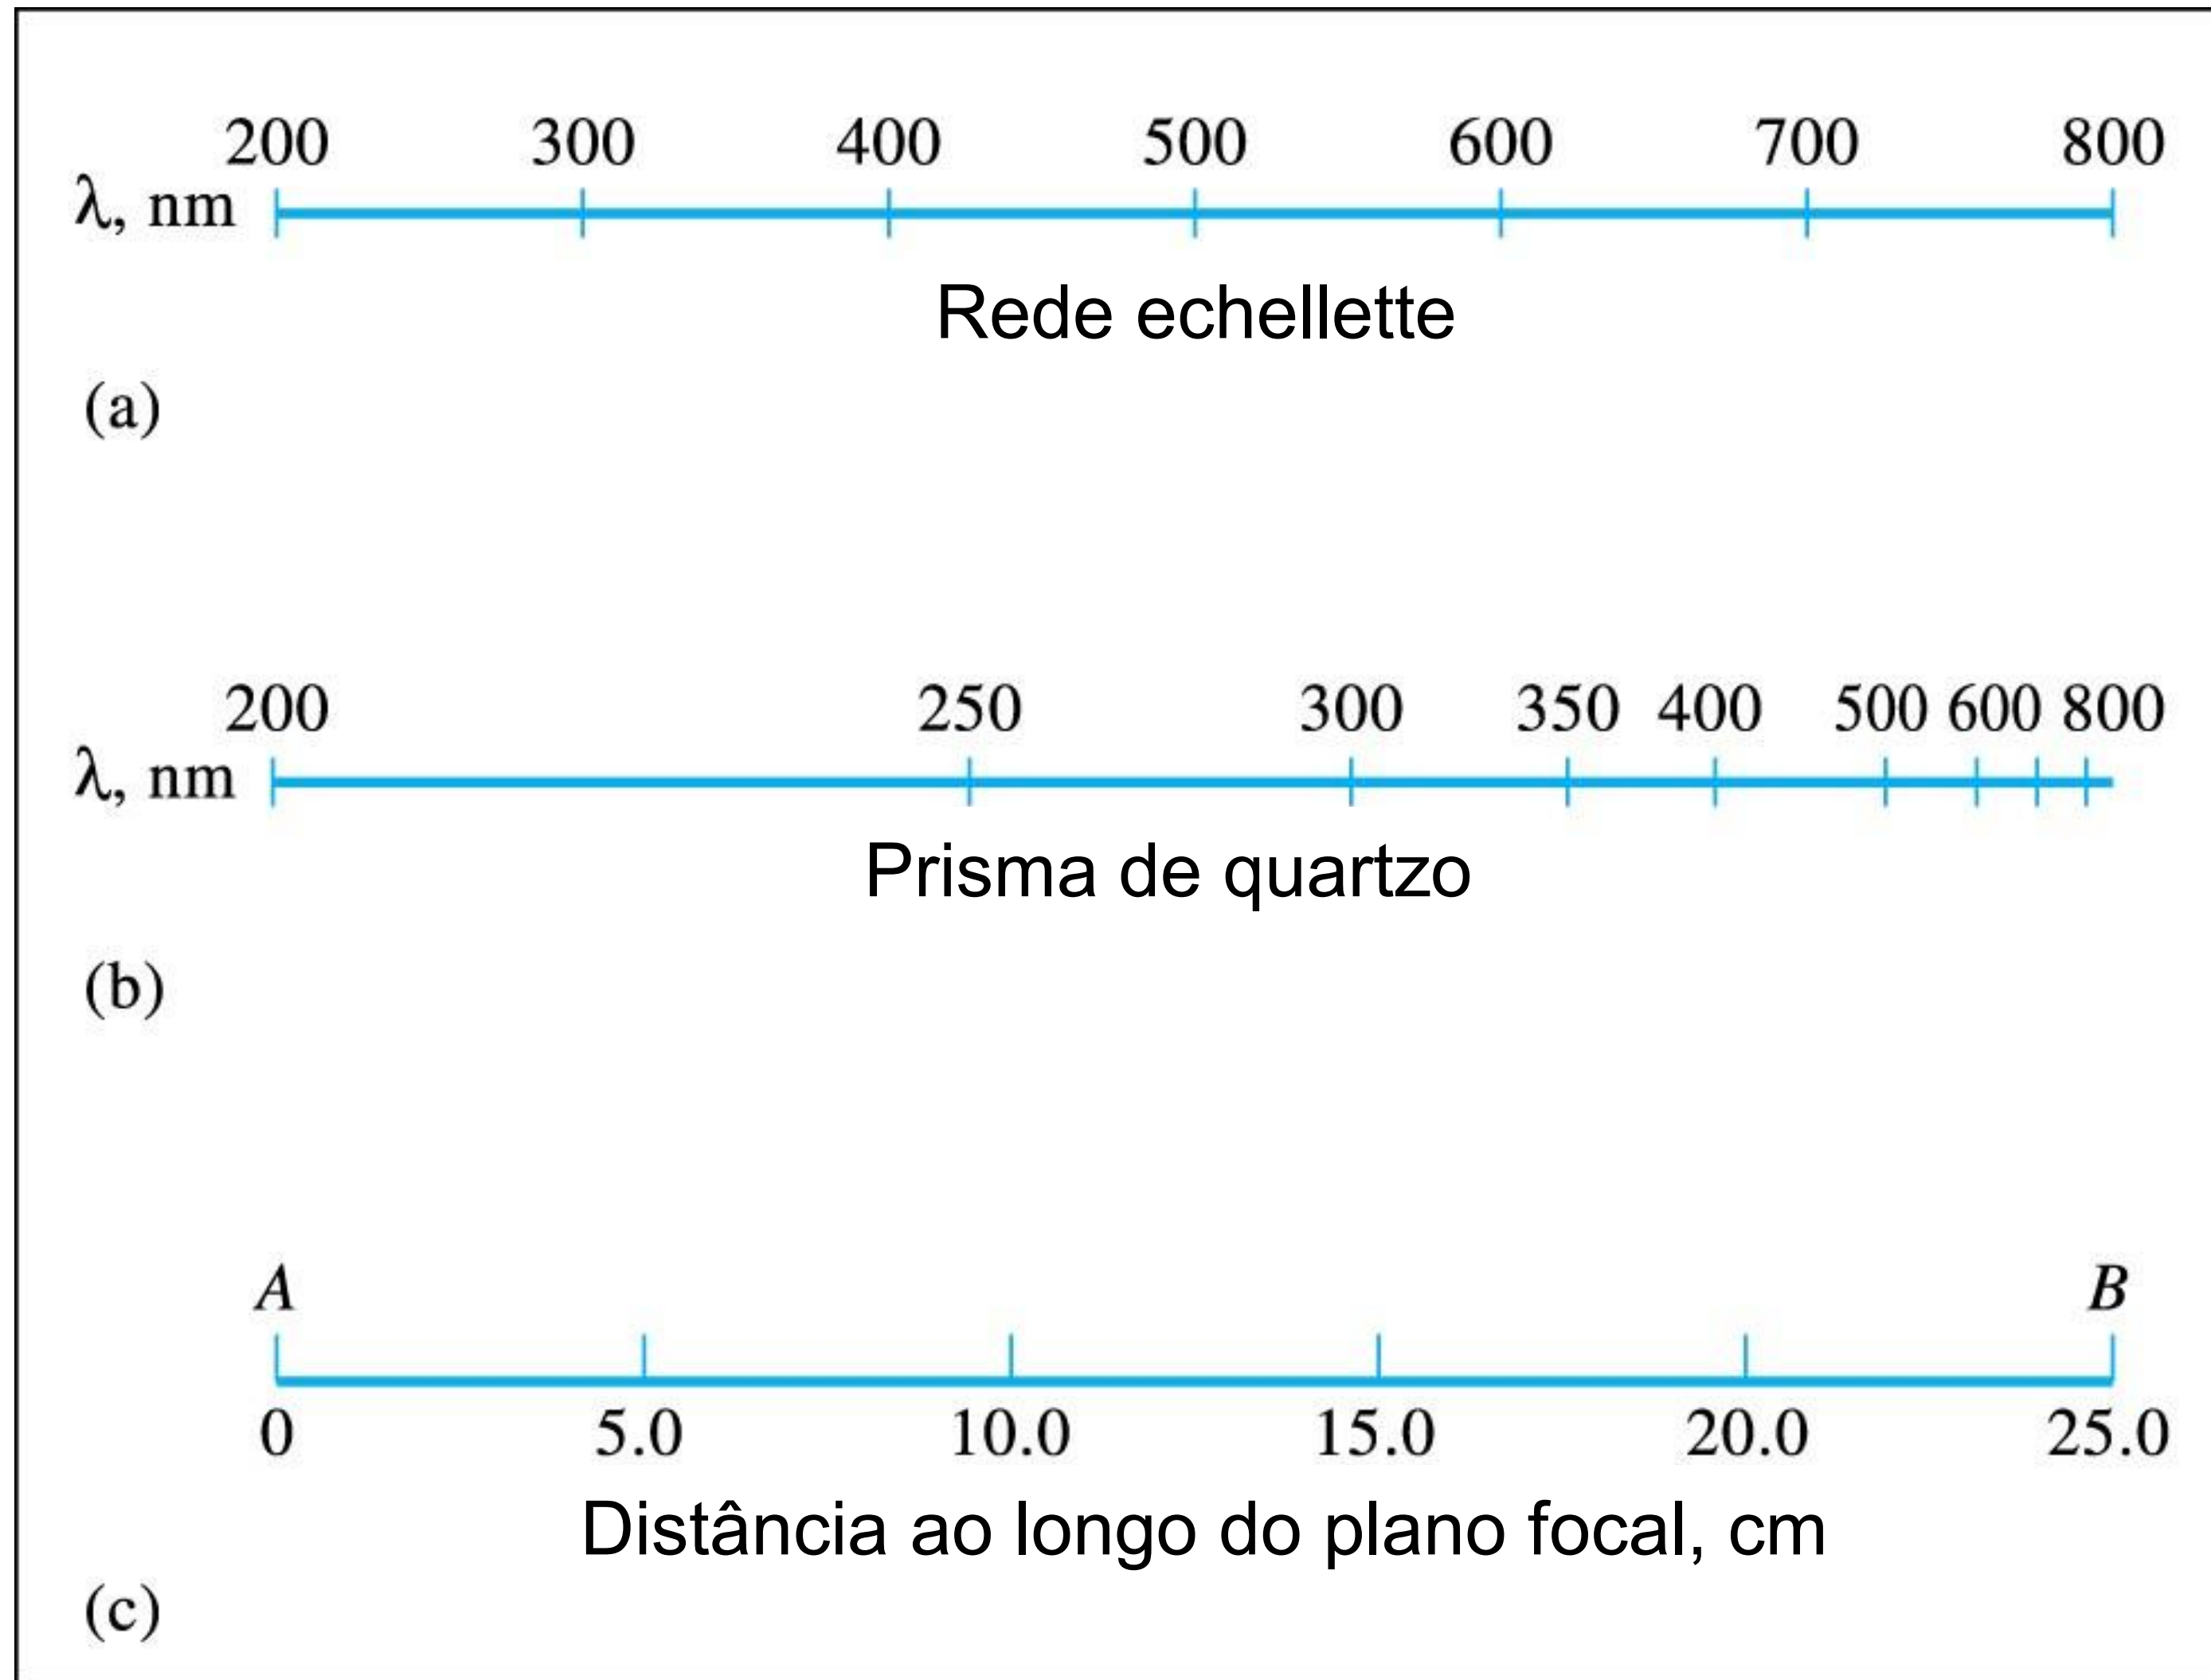 200 300 400 500 600 700 800
λ, nm
Rede echellette
(a)
200 250 300 350 400 500 600 800
λ, nm
Prisma de quartzo
(b)
A B
0 5.0 10.0 15.0 20.0 25.0
Distância ao longo do plano focal, cm
(c)